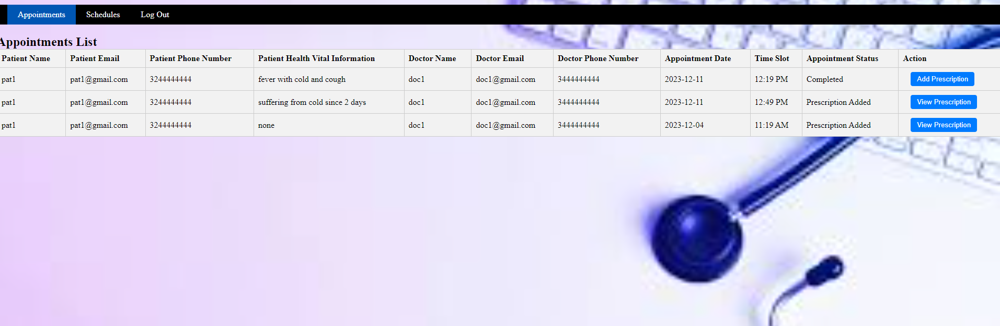 Appointments Schedules Log Out
Appointments List
Patient Name Patient Email Patient Phone Number Patient Health Vital Information Doctor Name Doctor Email Doctor Phone Number Appointment Date Time Slot Appointment Status Action
pat1 pat1@gmail.com 3244444444 fever with cold and cough doc1 doc1@gmail.com 3444444444 2023-12-11 12:19 PM Completed Add Prescription
pat1 pat1@gmail.com 3244444444 suffering from cold since 2 days doc1 doc1@gmail.com 3444444444 2023-12-11 12:49 PM Prescription Added View Prescription
pat1 pat1@gmail.com 3244444444 none doc1 doc1@gmail.com 3444444444 2023-12-04 11:19 AM Prescription Added View Prescription